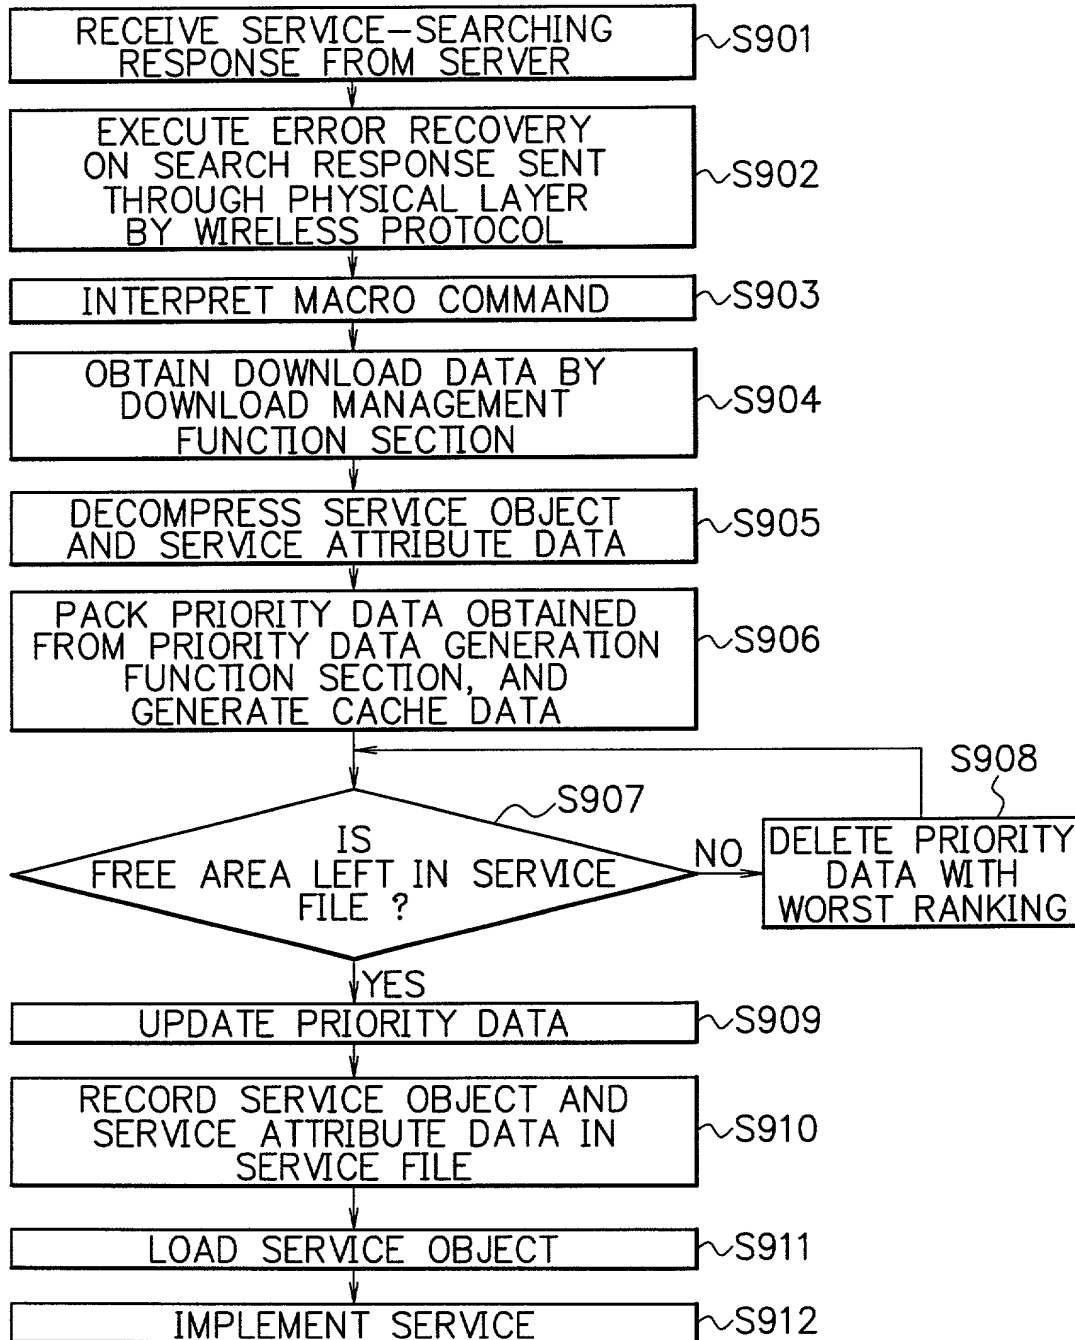 RECEIVE SERVICE-SEARCHING
RESPONSE FROM SERVER
S901
EXECUTE ERROR RECOVERY
ON SEARCH RESPONSE SENT
THROUGH PHYSICAL LAYER
BY WIRELESS PROTOCOL
S902
INTERPRET MACRO COMMAND
S903
OBTAIN DOWNLOAD DATA BY
DOWNLOAD MANAGEMENT
FUNCTION SECTION
S904
DECOMPRESS SERVICE OBJECT
AND SERVICE ATTRIBUTE DATA
S905
PACK PRIORITY DATA OBTAINED
FROM PRIORITY DATA GENERATION
FUNCTION SECTION, AND
GENERATE CACHE DATA
S906
IS
FREE AREA LEFT IN SERVICE
FILE ?
S907
NO
S908
DELETE PRIORITY
DATA WITH
WORST RANKING
YES
UPDATE PRIORITY DATA
S909
RECORD SERVICE OBJECT AND
SERVICE ATTRIBUTE DATA IN
SERVICE FILE
S910
LOAD SERVICE OBJECT
S911
IMPLEMENT SERVICE
S912